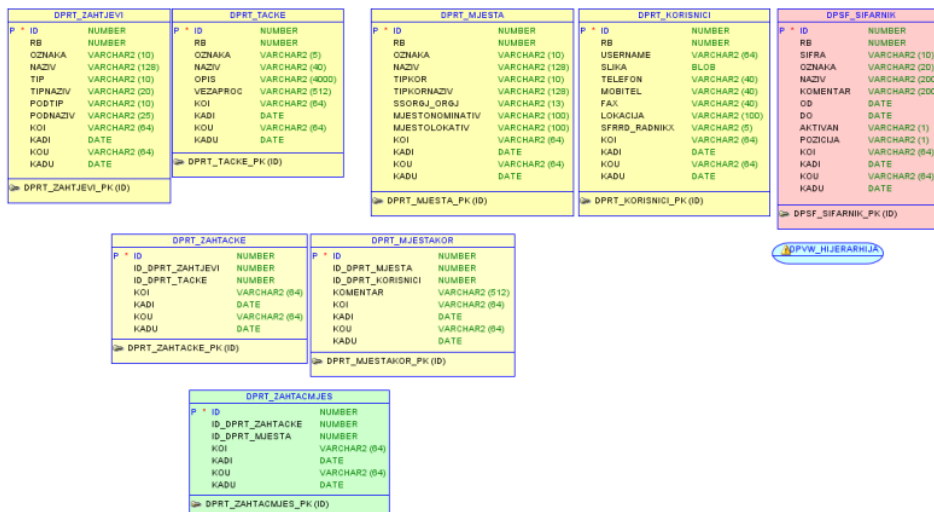 DPRT_ZAHTJEVI
P * ID NUMBER
RB NUMBER
OZNAKA VARCHAR2 (10)
NAZIV VARCHAR2 (128)
TIP VARCHAR2 (10)
TIPNAZIV VARCHAR2 (20)
PODTIP VARCHAR2 (10)
PODNAZIV VARCHAR2 (25)
KOI VARCHAR2 (64)
KADI DATE
KOU VARCHAR2 (64)
KADU DATE
DPRT_ZAHTJEVI_PK (ID)
DPRT_TACKE
P * ID NUMBER
RB NUMBER
OZNAKA VARCHAR2 (5)
NAZIV VARCHAR2 (40)
OPIS VARCHAR2 (4000)
VEZAPROC VARCHAR2 (512)
KOI VARCHAR2 (64)
KADI DATE
KOU VARCHAR2 (64)
KADU DATE
DPRT_TACKE_PK (ID)
DPRT_MJESTA
P * ID NUMBER
RB NUMBER
OZNAKA VARCHAR2 (10)
NAZIV VARCHAR2 (128)
TIPKOR VARCHAR2 (10)
TIPKORNAZIV VARCHAR2 (128)
SSORGJ_ORGJ VARCHAR2 (13)
MJESTONOMINATIV VARCHAR2 (100)
MJESTOLOKATIV VARCHAR2 (100)
KOI VARCHAR2 (64)
KADI DATE
KOU VARCHAR2 (64)
KADU DATE
DPRT_MJESTA_PK (ID)
DPRT_KORISNICI
P * ID NUMBER
RB NUMBER
USERNAME VARCHAR2 (64)
SLIKA BLOB
TELEFON VARCHAR2 (40)
MOBITEL VARCHAR2 (40)
FAX VARCHAR2 (40)
LOKACIJA VARCHAR2 (100)
SFRRD_RADNIKX VARCHAR2 (5)
KOI VARCHAR2 (64)
KADI DATE
KOU VARCHAR2 (64)
KADU DATE
DPRT_KORISNICI_PK (ID)
DPSF_SIFARNIK
P * ID NUMBER
RB NUMBER
SIFRA VARCHAR2 (10)
OZNAKA VARCHAR2 (20)
NAZIV VARCHAR2 (200
KOMENTAR VARCHAR2 (200
OD DATE
DO DATE
AKTIVAN VARCHAR2 (1)
POZICIJA VARCHAR2 (1)
KOI VARCHAR2 (64)
KADI DATE
KOU VARCHAR2 (64)
KADU DATE
DPSF_SIFARNIK_PK (ID)
DPVW_HIJERARHIJA
DPRT_ZAHTACKE
P * ID NUMBER
ID_DPRT_ZAHTJEVI NUMBER
ID_DPRT_TACKE NUMBER
KOI VARCHAR2 (64)
KADI DATE
KOU VARCHAR2 (64)
KADU DATE
DPRT_ZAHTACKE_PK (ID)
DPRT_MJESTAKOR
P * ID NUMBER
ID_DPRT_MJESTA NUMBER
ID_DPRT_KORISNICI NUMBER
KOMENTAR VARCHAR2 (512)
KOI VARCHAR2 (64)
KADI DATE
KOU VARCHAR2 (64)
KADU DATE
DPRT_MJESTAKOR_PK (ID)
DPRT_ZAHTACMJES
P * ID NUMBER
ID_DPRT_ZAHTACKE NUMBER
ID_DPRT_MJESTA NUMBER
KOI VARCHAR2 (64)
KADI DATE
KOU VARCHAR2 (64)
KADU DATE
DPRT_ZAHTACMJES_PK (ID)